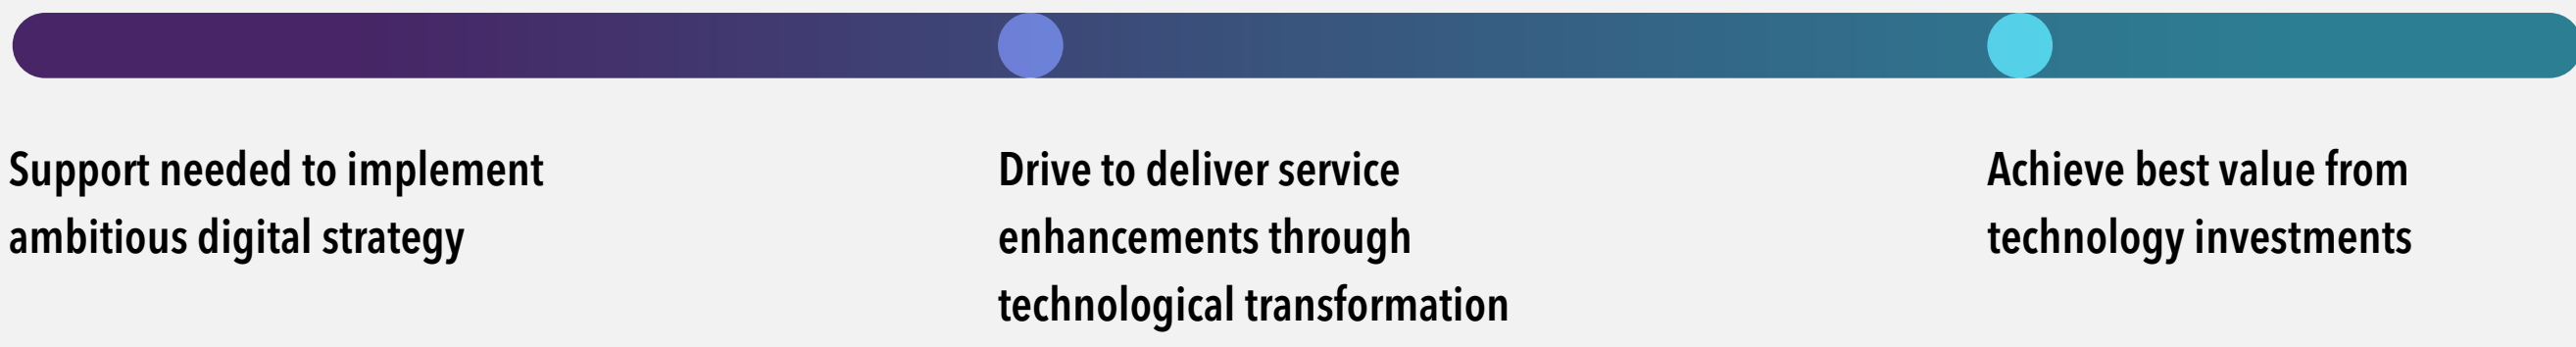 Support needed to implement
ambitious digital strategy
Drive to deliver service
enhancements through
technological transformation
Achieve best value from
technology investments